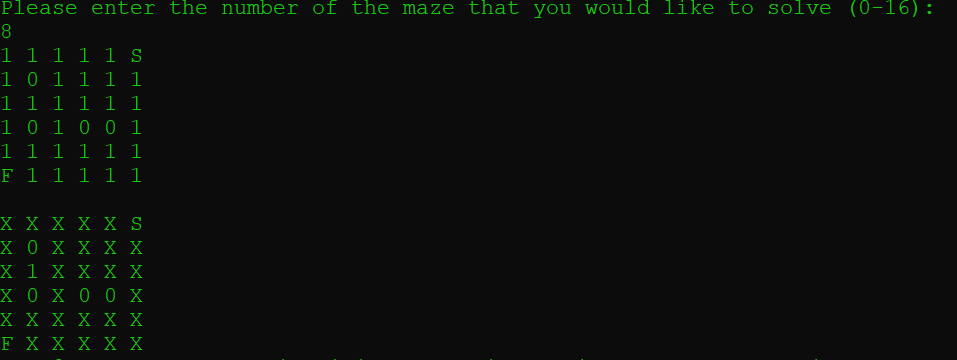 Please enter the number of the maze that you would like to solve (0-16):
8
1 1 1 1 1 S
1 0 1 1 1 1
1 1 1 1 1 1
1 0 1 0 0 1
1 1 1 1 1 1
F 1 1 1 1 1
X X X X X S
X 0 X X X X
X 1 X X X X
X 0 X 0 0 X
X X X X X X
F X X X X X